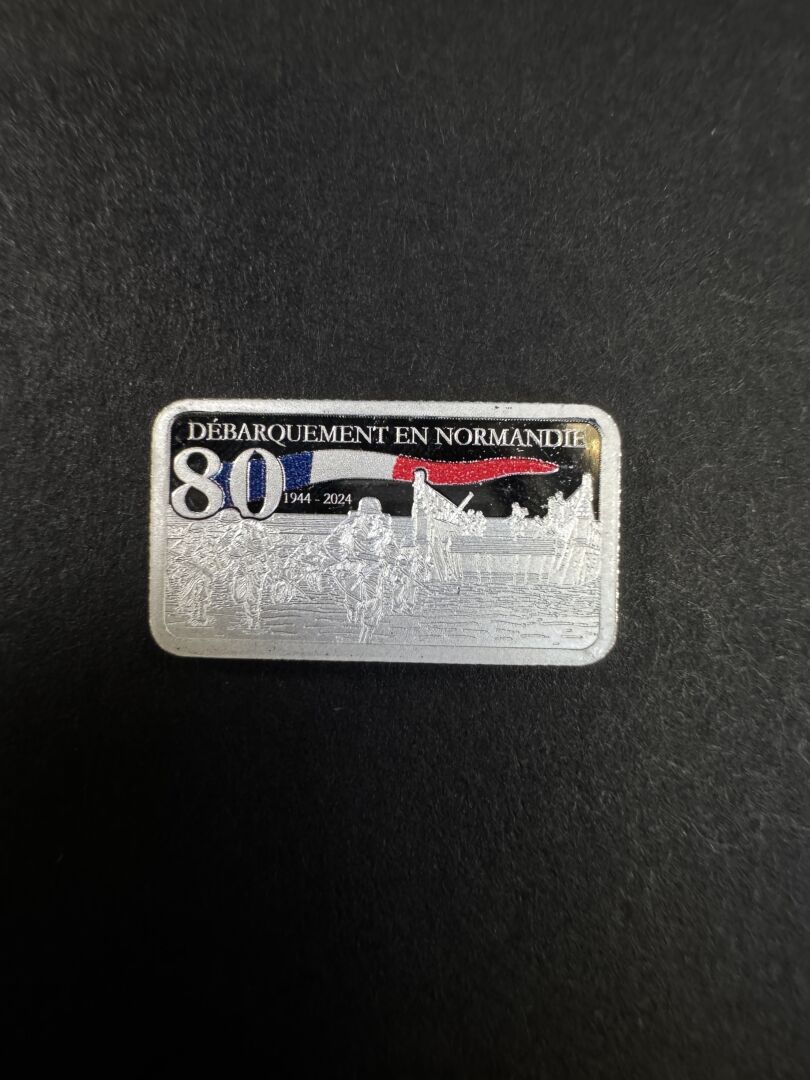 DÉBARQUEMENT EN NORMANDIE
80
1944 - 2024